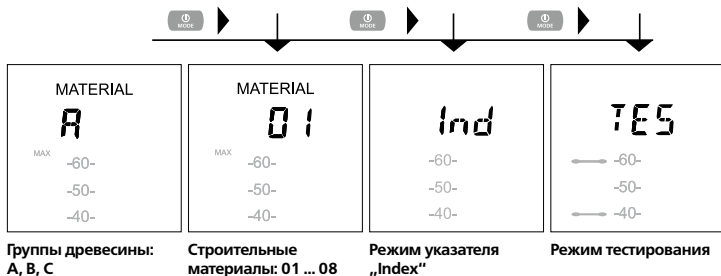 MODE
MODE
MODE
MATERIAL
A
MAX
-60-
-50-
-40-
MATERIAL
01
MAX
-60-
-50-
-40-
Ind
-60-
-50-
-40-
TES
-60-
-50-
-40-
Группы древесины:
A, B, C
Строительные
материалы: 01 ... 08
Режим указателя
„Index“
Режим тестирования